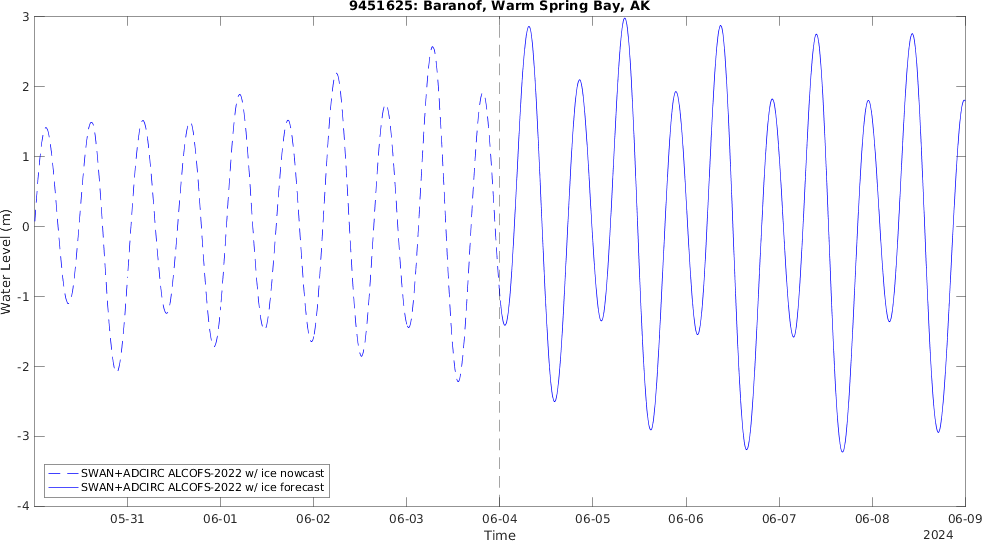 9451625: Baranof, Warm Spring Bay, AK
Water Level (m)
3
2
1
0
-1
-2
-3
-4
SWAN+ADCIRC ALCOFS-2022 w/ ice nowcast
SWAN+ADCIRC ALCOFS-2022 w/ ice forecast
05-31 06-01 06-02 06-03 06-04 06-05 06-06 06-07 06-08 06-09
Time
2024